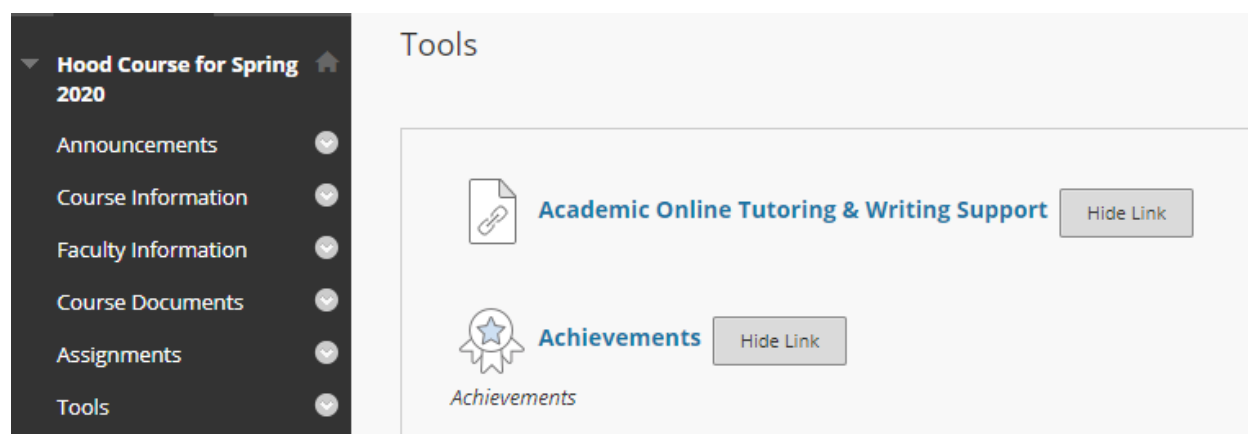 Hood Course for Spring
2020
Announcements
Course Information
Faculty Information
Course Documents
Assignments
Tools
Tools
Academic Online Tutoring & Writing Support
Hide Link
Achievements
Hide Link
Achievements